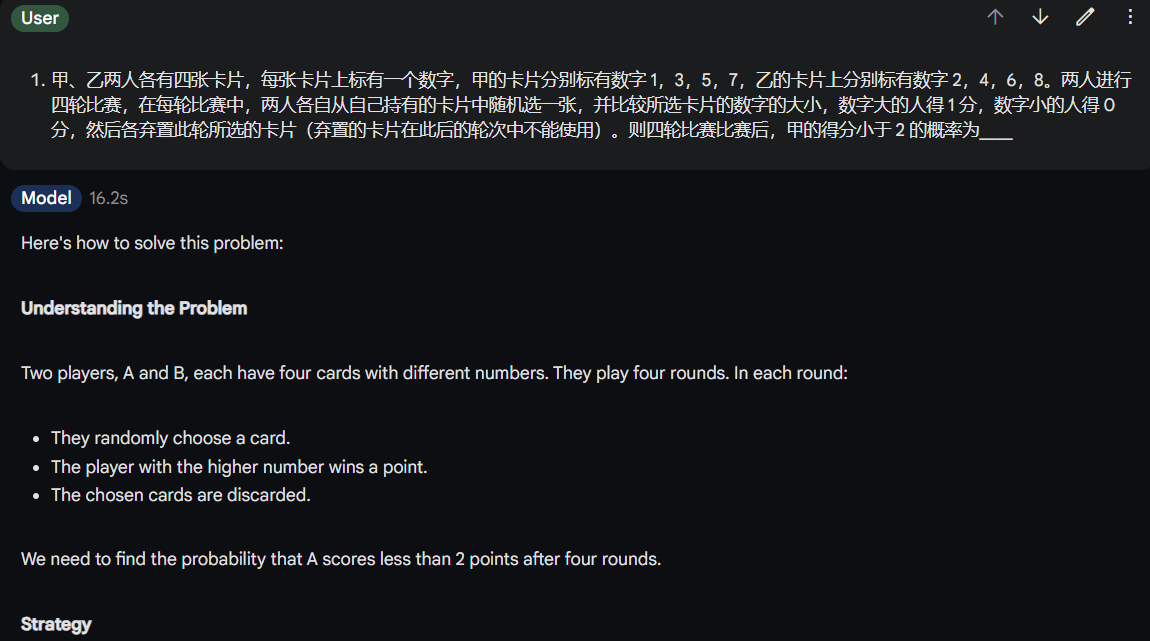 User
1. 甲、乙两人各有四张卡片，每张卡片上标有一个数字，甲的卡片分别标有数字 1，3，5，7，乙的卡片上分别标有数字 2，4，6，8。两人进行
四轮比赛，在每轮比赛中，两人各自从自己持有的卡片中随机选一张，并比较所选卡片的数字的大小，数字大的人得 1 分，数字小的人得 0
分，然后各弃置此轮所选的卡片（弃置的卡片在此后的轮次中不能使用）。则四轮比赛比赛后，甲的得分小于 2 的概率为____
Model 16.2s
Here's how to solve this problem:
Understanding the Problem
Two players, A and B, each have four cards with different numbers. They play four rounds. In each round:
• They randomly choose a card.
• The player with the higher number wins a point.
• The chosen cards are discarded.
We need to find the probability that A scores less than 2 points after four rounds.
Strategy